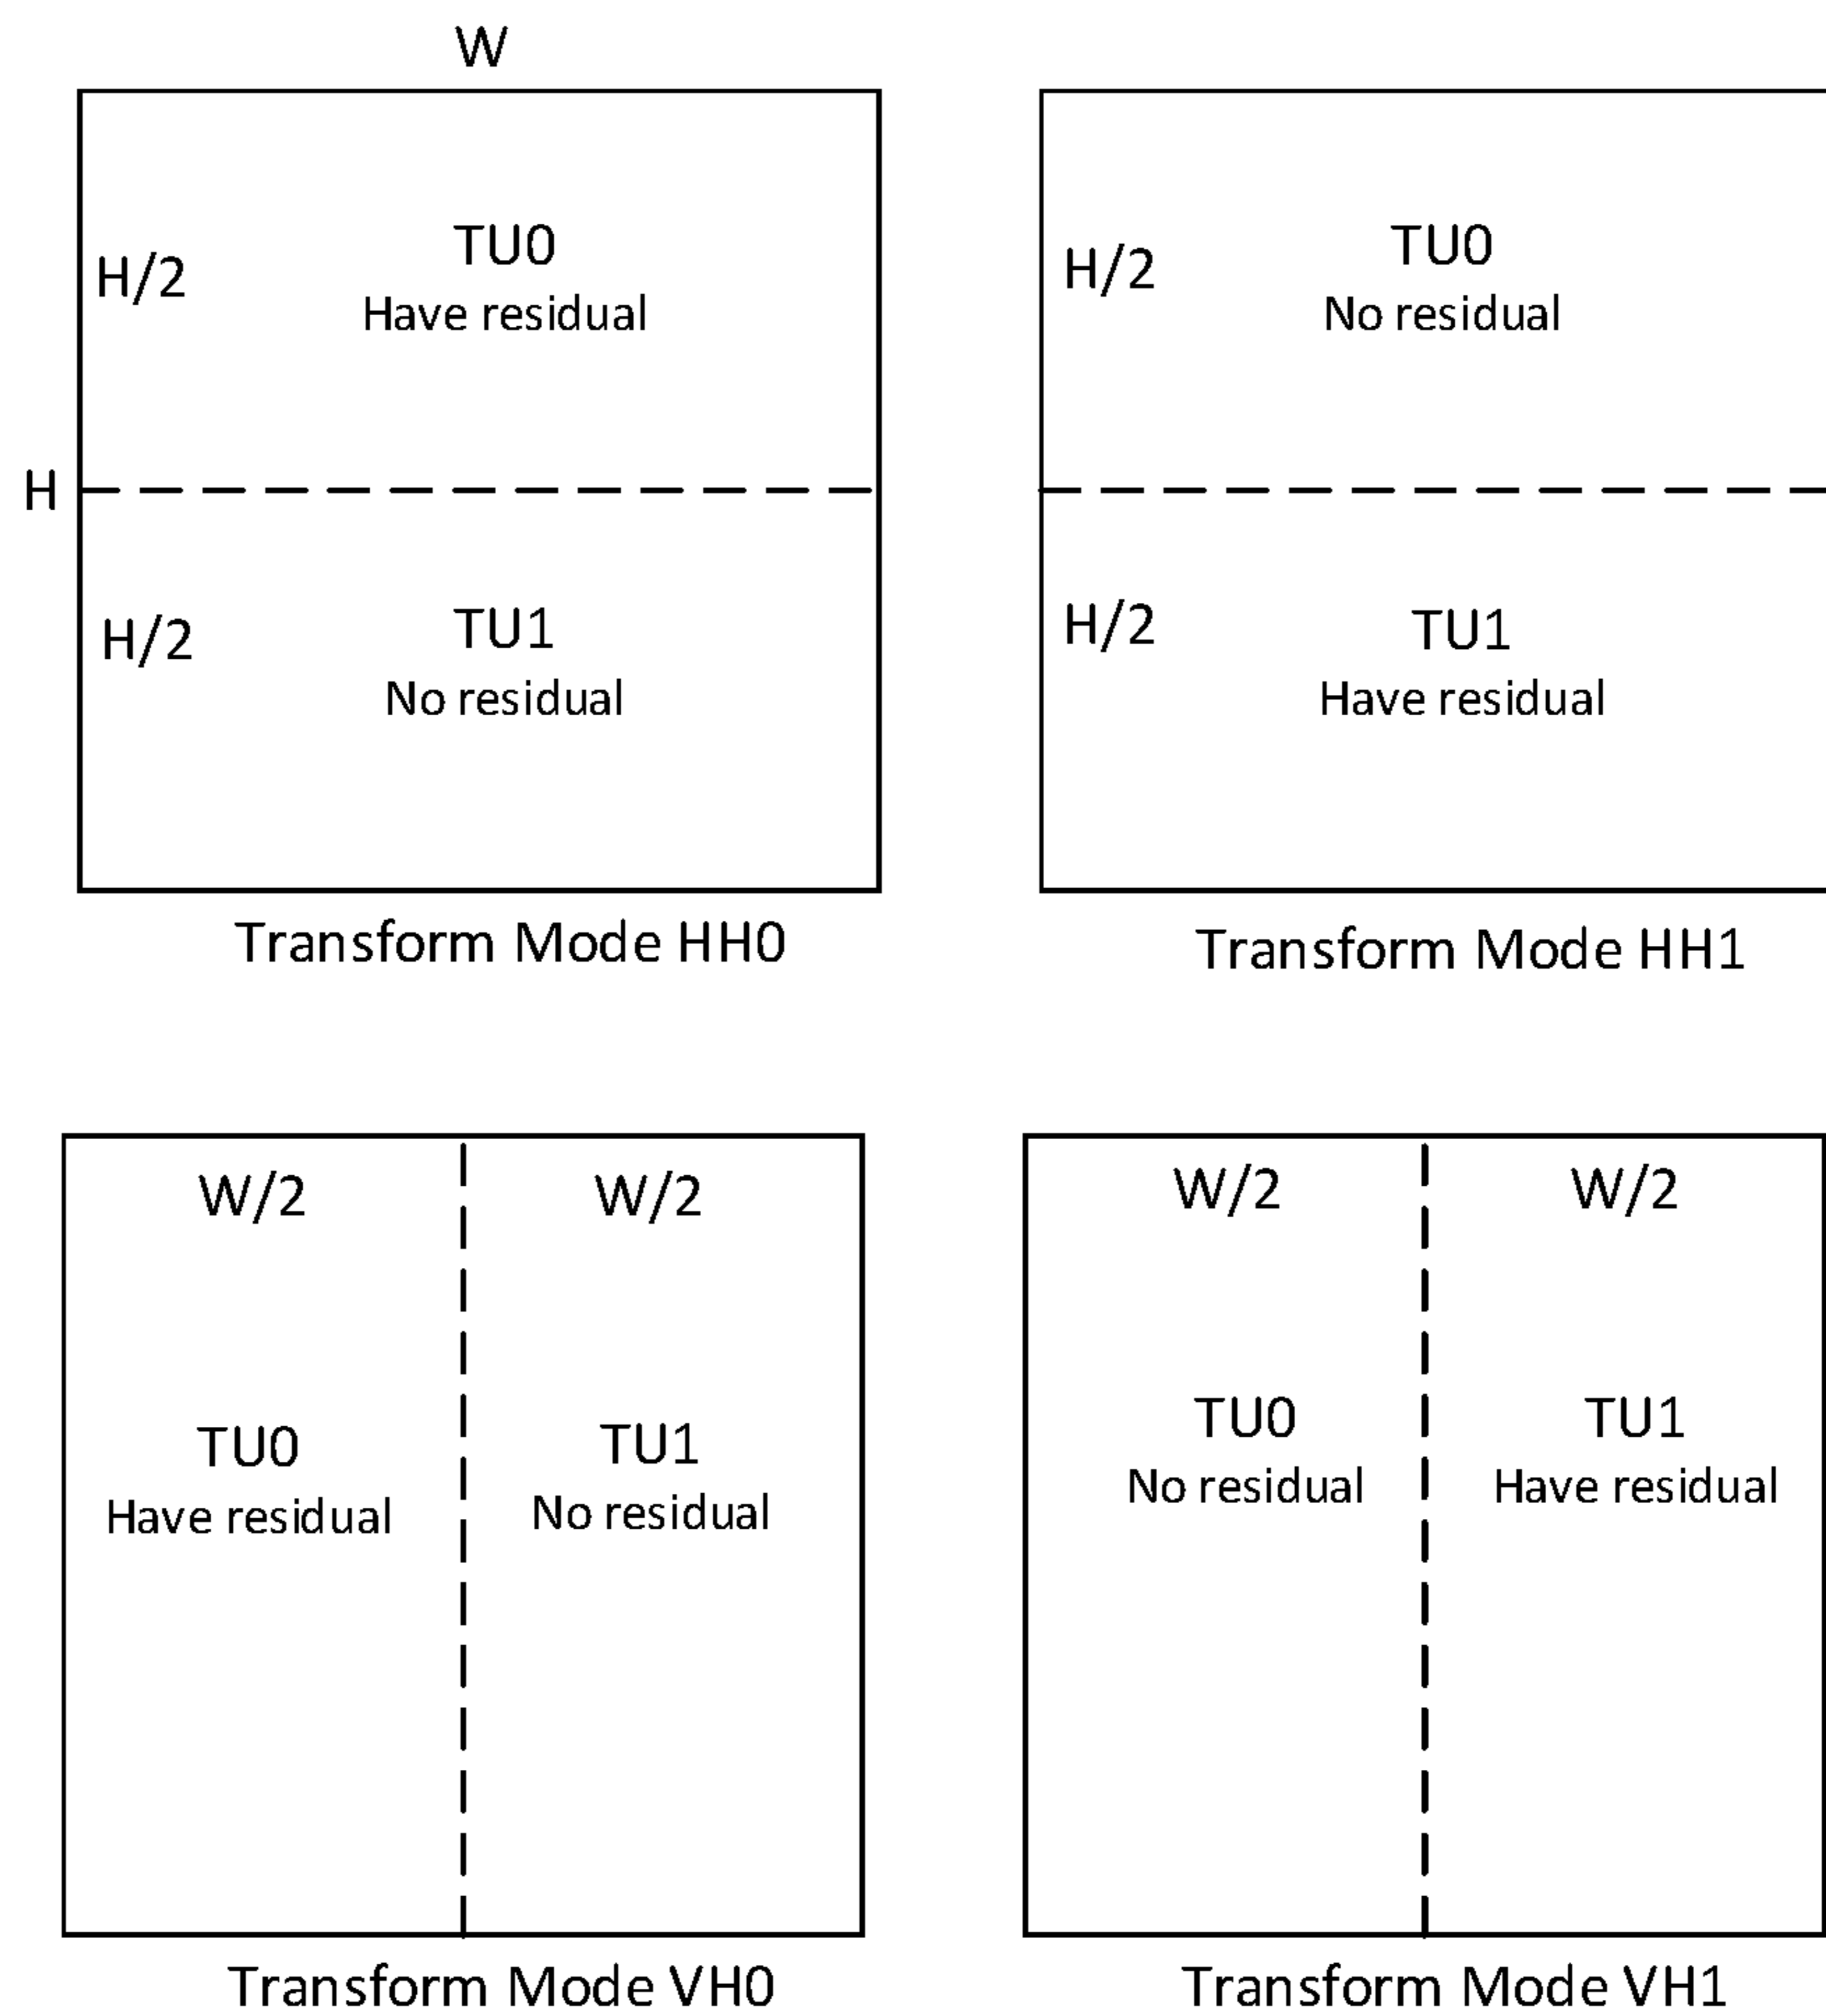 W
H/2
TU0
Have residual
H
H/2
TU1
No residual
Transform Mode HH0
H/2
TU0
No residual
H/2
TU1
Have residual
Transform Mode HH1
W/2
W/2
TU0
Have residual
TU1
No residual
Transform Mode VH0
W/2
W/2
TU0
No residual
TU1
Have residual
Transform Mode VH1